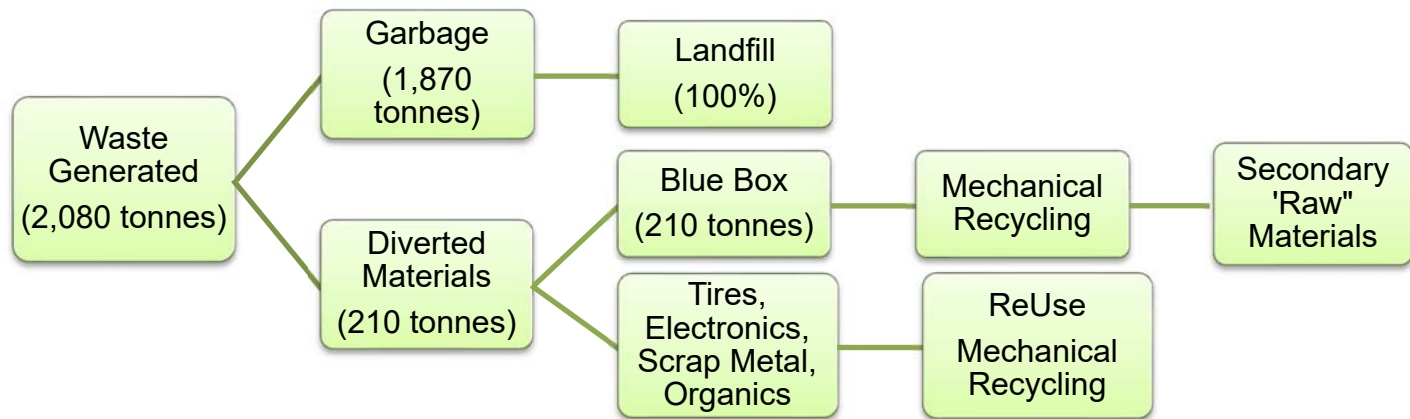 Waste
Generated
(2,080 tonnes)
Garbage
(1,870
tonnes)
Landfill
(100%)
Diverted
Materials
(210 tonnes)
Blue Box
(210 tonnes)
Mechanical
Recycling
Secondary
'Raw"
Materials
Tires,
Electronics,
Scrap Metal,
Organics
ReUse
Mechanical
Recycling